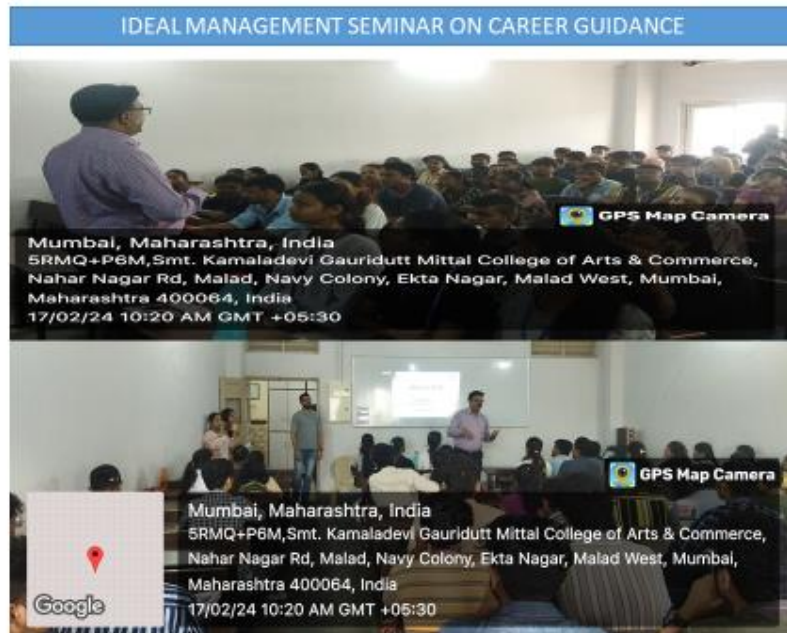 IDEAL MANAGEMENT SEMINAR ON CAREER GUIDANCE
GPS Map Camera
Mumbai, Maharashtra, India
5RMQ+P6M,Smt. Kamaladevi Gauridutt Mittal College of Arts & Commerce,
Nahar Nagar Rd, Malad, Navy Colony, Ekta Nagar, Malad West, Mumbai,
Maharashtra 400064, India
17/02/24 10:20 AM GMT +05:30
GPS Map Camera
Mumbai, Maharashtra, India
5RMQ+P6M,Smt. Kamaladevi Gauridutt Mittal College of Arts & Commerce,
Nahar Nagar Rd, Malad, Navy Colony, Ekta Nagar, Malad West, Mumbai,
Maharashtra 400064, India
17/02/24 10:20 AM GMT +05:30
Google